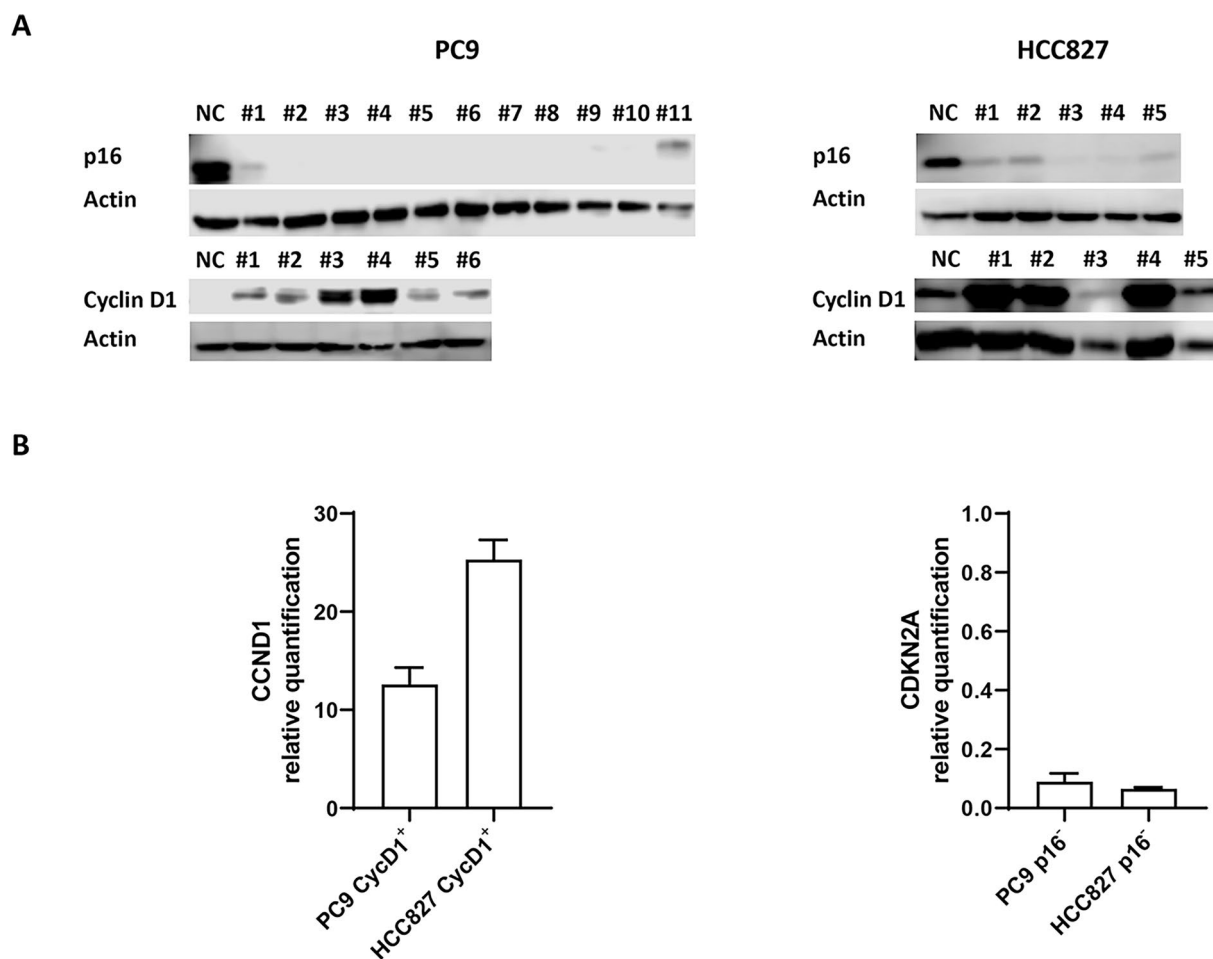 A
PC9
HCC827
NC #1 #2 #3 #4 #5 #6 #7 #8 #9 #10 #11
p16
Actin
NC #1 #2 #3 #4 #5 #6
Cyclin D1
Actin
NC #1 #2 #3 #4 #5
p16
Actin
NC #1 #2 #3 #4 #5
Cyclin D1
Actin
B
CCND1
relative quantification
30
20
10
0
PC9 CycD1⁺
HCC827 CycD1⁺
CDKN2A
relative quantification
1.0
0.8
0.6
0.4
0.2
0.0
PC9 p16⁻
HCC827 p16⁻